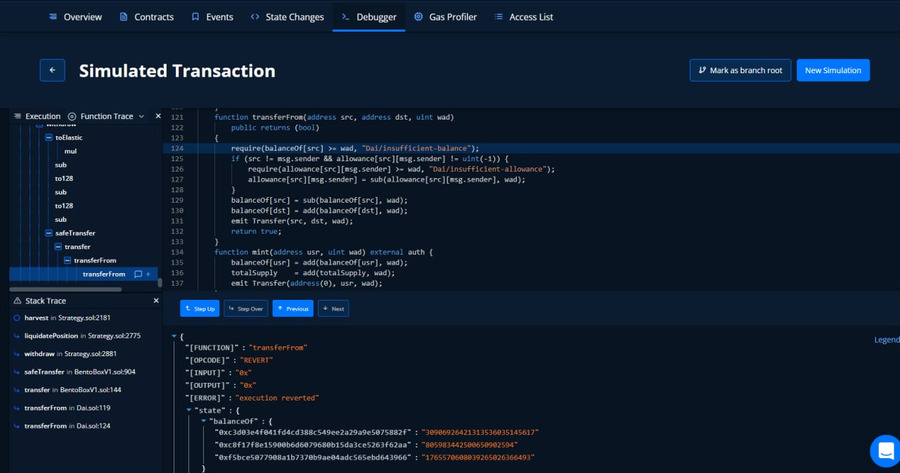 Overview Contracts Events State Changes Debugger Gas Profiler Access List
Simulated Transaction
Mark as branch root New Simulation
Execution Function Trace
withdraw
toElastic
mul
sub
to128
sub
to128
sub
safeTransfer
transfer
transferFrom
transferFrom
121 function transferFrom(address src, address dst, uint wad)
122 public returns (bool)
123 {
124 require(balanceOf[src] >= wad, "Dai/insufficient-balance");
125 if (src != msg.sender && allowance[src][msg.sender] != uint(-1)) {
126 require(allowance[src][msg.sender] >= wad, "Dai/insufficient-allowance");
127 allowance[src][msg.sender] = sub(allowance[src][msg.sender], wad);
128 }
129 balanceOf[src] = sub(balanceOf[src], wad);
130 balanceOf[dst] = add(balanceOf[dst], wad);
131 emit Transfer(src, dst, wad);
132 return true;
133 }
134 function mint(address usr, uint wad) external auth {
135 balanceOf[usr] = add(balanceOf[usr], wad);
136 totalSupply = add(totalSupply, wad);
137 emit Transfer(address(0), usr, wad);
Stack Trace
harvest in Strategy.sol:2181
liquidatePosition in Strategy.sol:2775
withdraw in Strategy.sol:2881
safeTransfer in BentoBoxV1.sol:904
transfer in BentoBoxV1.sol:144
transferFrom in Dai.sol:119
transferFrom in Dai.sol:124
Step Up Step Over Previous Next
Legend
{
"[FUNCTION]" : "transferFrom"
"[OPCODE]" : "REVERT"
"[INPUT]" : "0x"
"[OUTPUT]" : "0x"
"[ERROR]" : "execution reverted"
"state" : {
"balanceOf" : {
"0xc3d03e4f041fd4cd388c549ee2a29a9e5075882f" : "309069264213135360351456​17"
"0xc8f17f8e15900b6d6079680b15da3ce5263f62aa" : "805983442500650902594"
"0xf5bce5077908a1b7370b9ae04adc565ebd643966" : "176557060803926502636​6493"
}